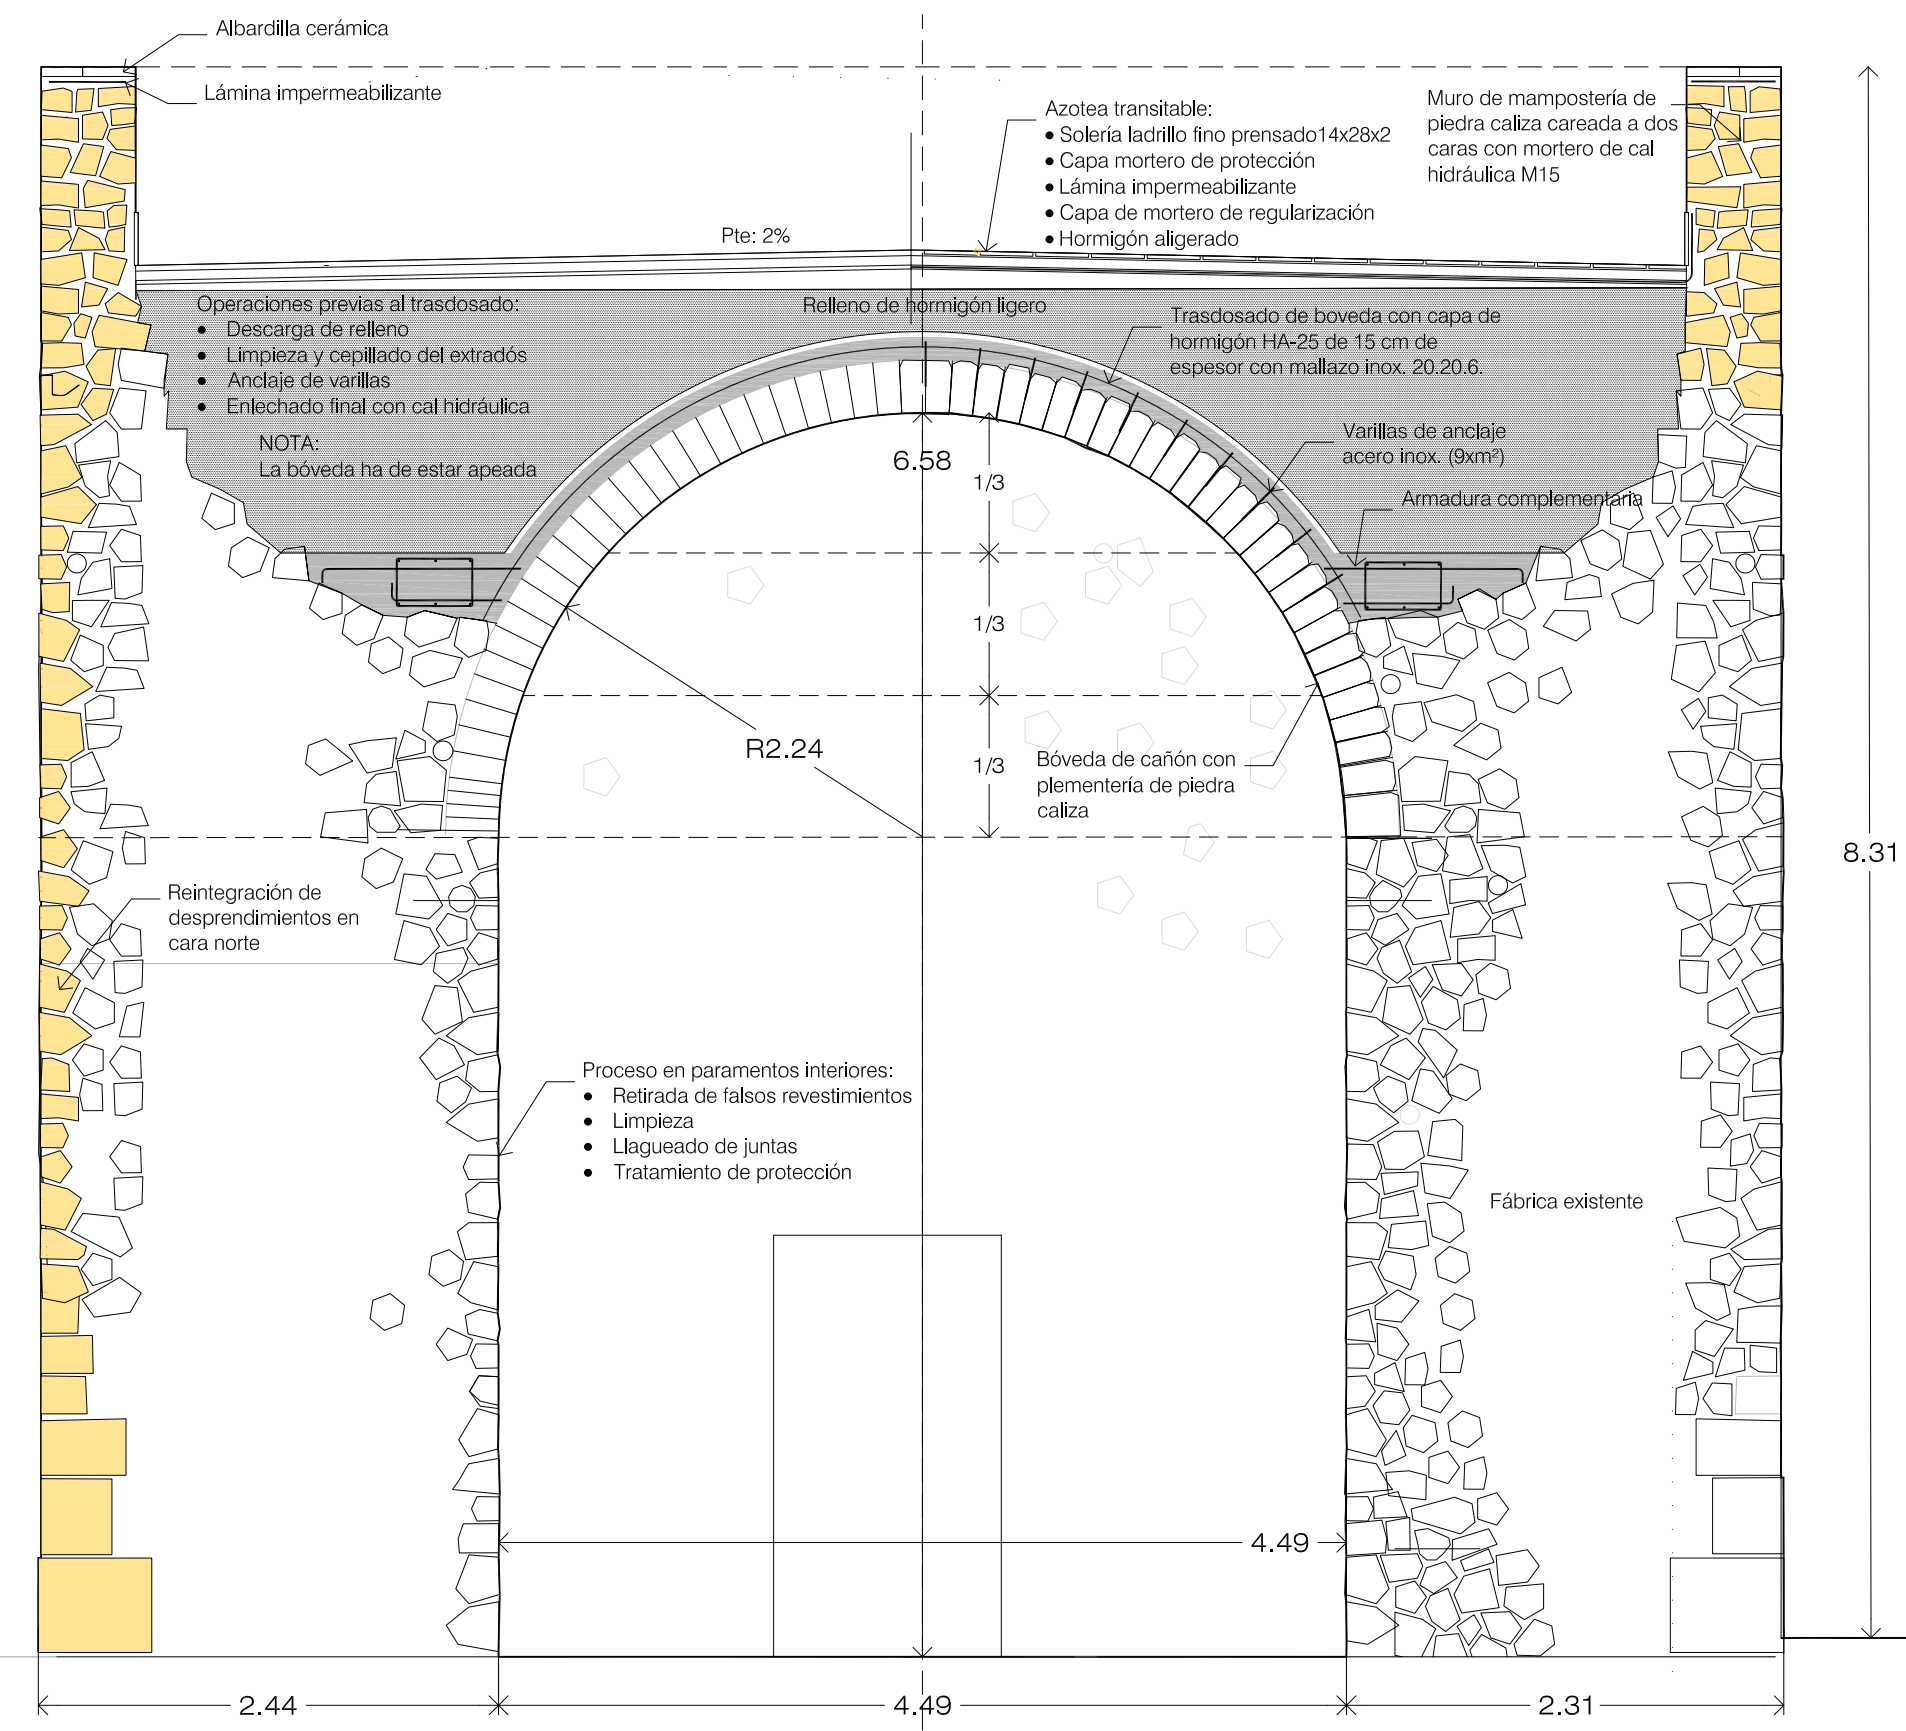 Albardilla cerámica
Lámina impermeabilizante
Azotea transitable:
• Solería ladrillo fino prensado14x28x2
• Capa mortero de protección
• Lámina impermeabilizante
• Capa de mortero de regularización
• Hormigón aligerado
Muro de mampostería de
piedra caliza careada a dos
caras con mortero de cal
hidráulica M15
Pte: 2%
Operaciones previas al trasdosado:
• Descarga de relleno
• Limpieza y cepillado del extradós
• Anclaje de varillas
• Enlechado final con cal hidráulica
NOTA:
La bóveda ha de estar apeada
Relleno de hormigón ligero
Trasdosado de boveda con capa de
hormigón HA-25 de 15 cm de
espesor con mallazo inox. 20.20.6.
Varillas de anclaje
acero inox. (9xm²)
Armadura complementaria
6.58
1/3
1/3
1/3
R2.24
Bóveda de cañón con
plementería de piedra
caliza
8.31
Reintegración de
desprendimientos en
cara norte
Proceso en paramentos interiores:
• Retirada de falsos revestimientos
• Limpieza
• Llagueado de juntas
• Tratamiento de protección
Fábrica existente
4.49
2.44
4.49
2.31